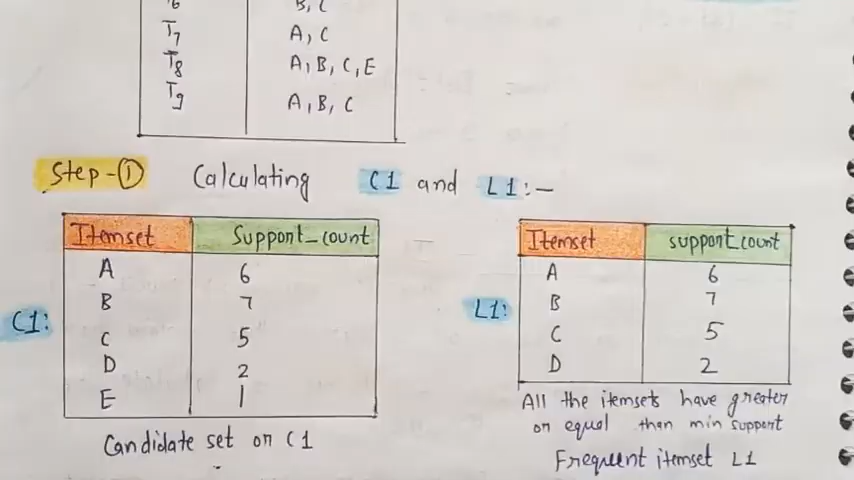 T7 A, C
T8 A, B, C, E
T9 A, B, C
Step-① Calculating C1 and L1:-
Itemset Support_count
A 6
B 7
C1:
C 5
D 2
E 1
Candidate set or C1
Itemset support_count
A 6
B 7
L1:
C 5
D 2
All the itemsets have greater
or equal than min support
Frequent itemset L1